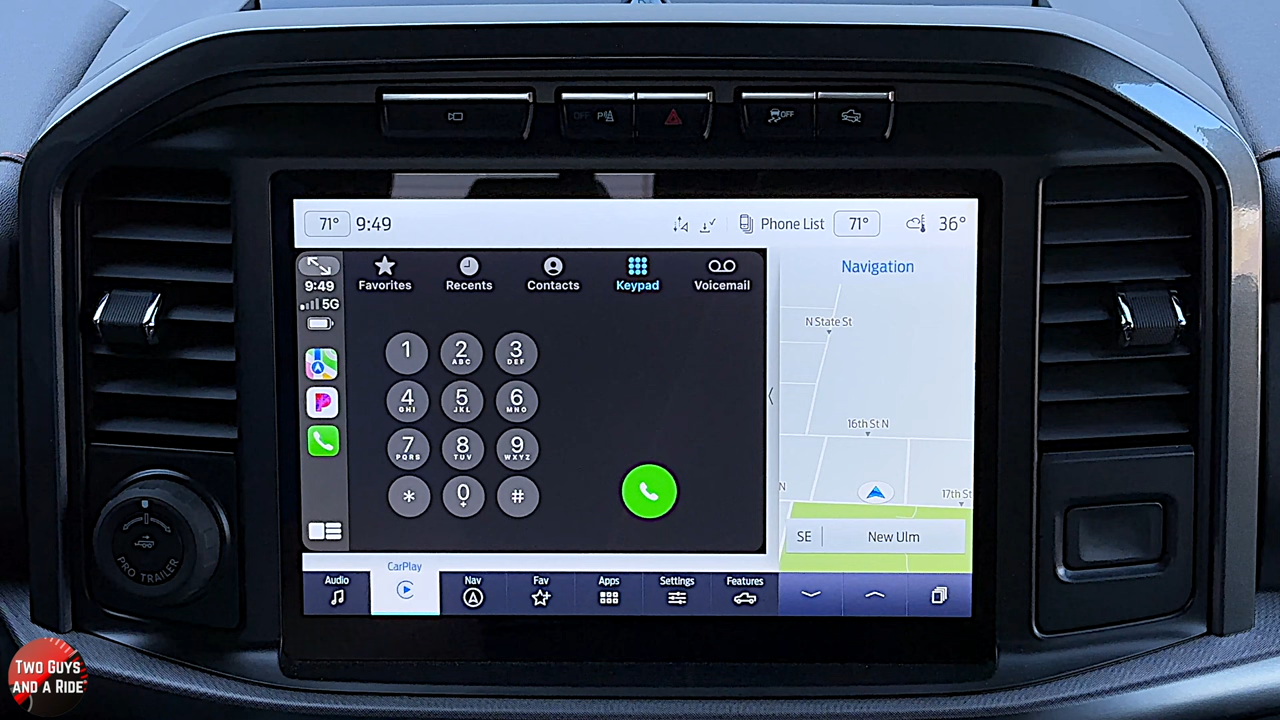 OFF P
OFF
71° 9:49 Phone List 71° 36°
9:49
5G
Favorites Recents Contacts Keypad Voicemail
1 2 3
ABC DEF
4 5 6
GHI JKL MNO
7 8 9
PQRS TUV WXYZ
* 0 #
+
Navigation
N State St
16th St N
N
17th St
SE New Ulm
CarPlay
Audio Nav Fav Apps Settings Features
PRO TRAILER
TWO GUYS
AND A RIDE